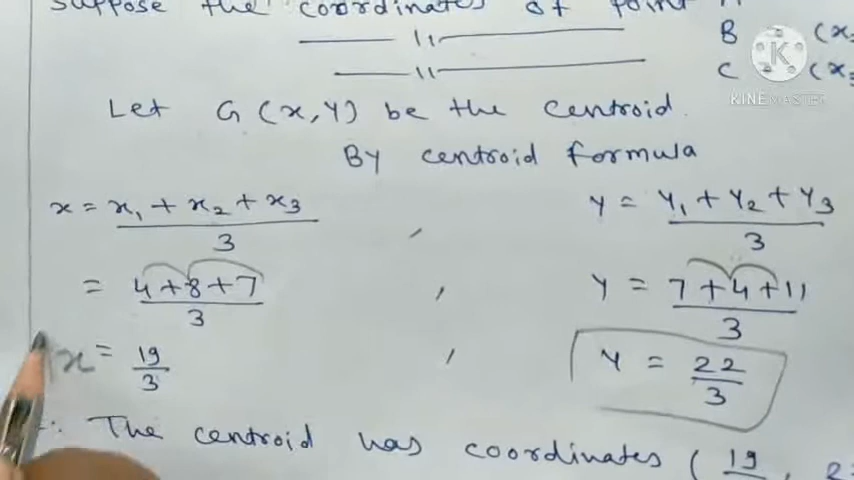 suppose the coordinates of point
— 11 — B (x
— 11 — C (x
KINEMASTER
Let G (x, y) be the centroid.
By centroid formula
x = x₁ + x₂ + x₃ / 3 , y = y₁ + y₂ + y₃ / 3
= 4+8+7 / 3 , y = 7+4+11 / 3
x = 19/3 , y = 22/3
∴ The centroid has coordinates ( 19 ,